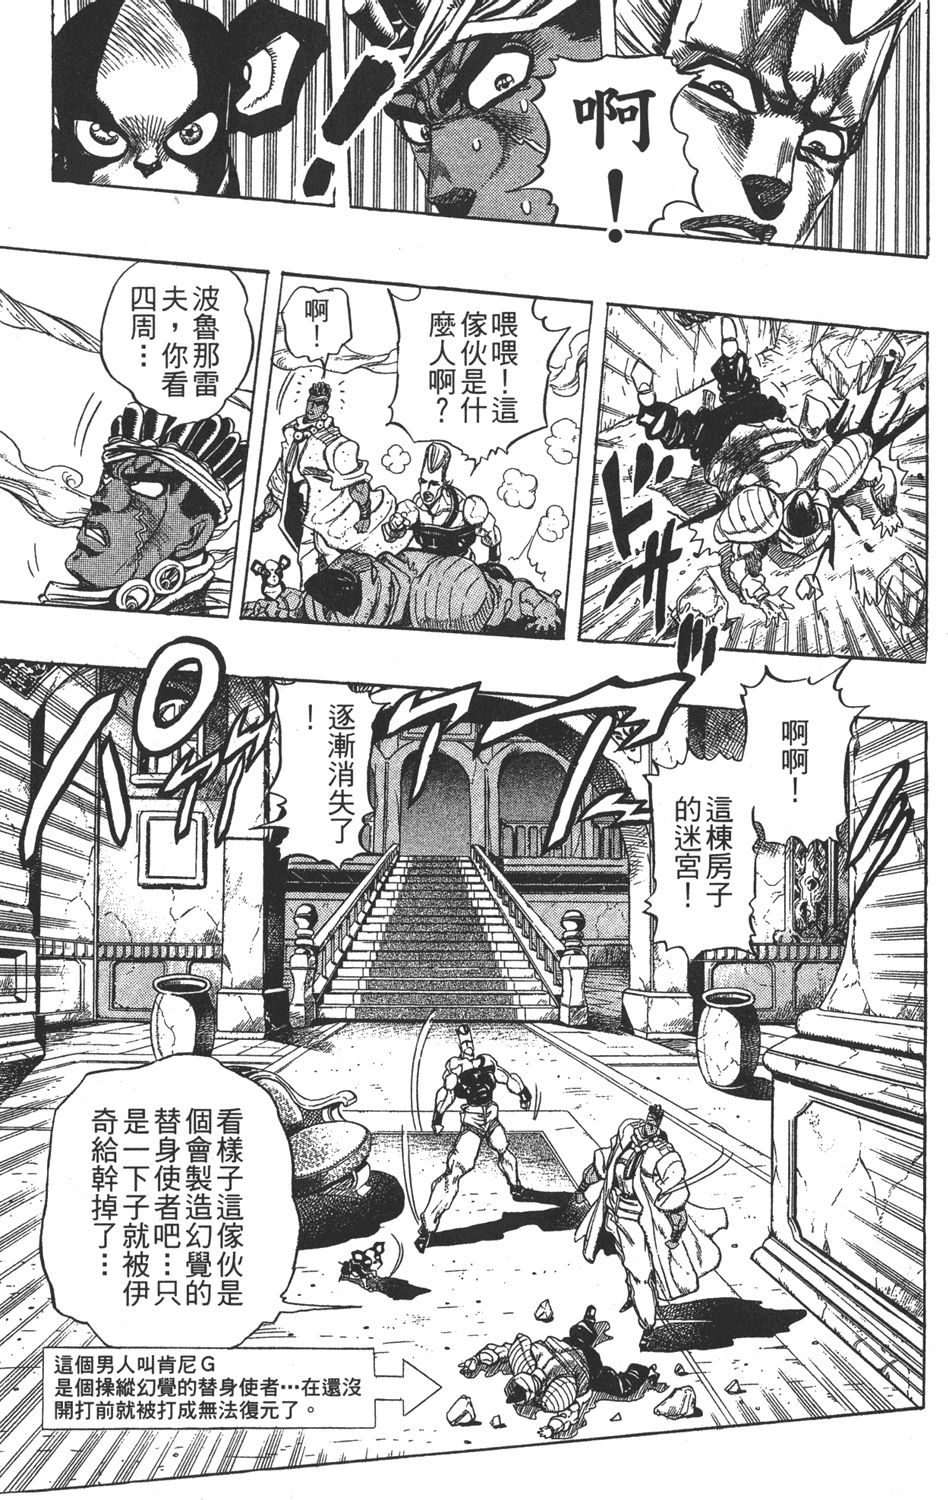 啊！
ドサッ
喂喂！這
傢伙是什
麼人啊？
啊！
波魯那雷
夫，你看
四周…
啊啊！
這棟房子
的迷宮！
逐漸消失了
！
看樣子這傢伙是
個會製造幻覺的
替身使者吧…只
是一下子就被伊
奇給幹掉了…
這個男人叫肯尼G
是個操縱幻覺的替身使者…在還沒
開打前就被打成無法復元了。